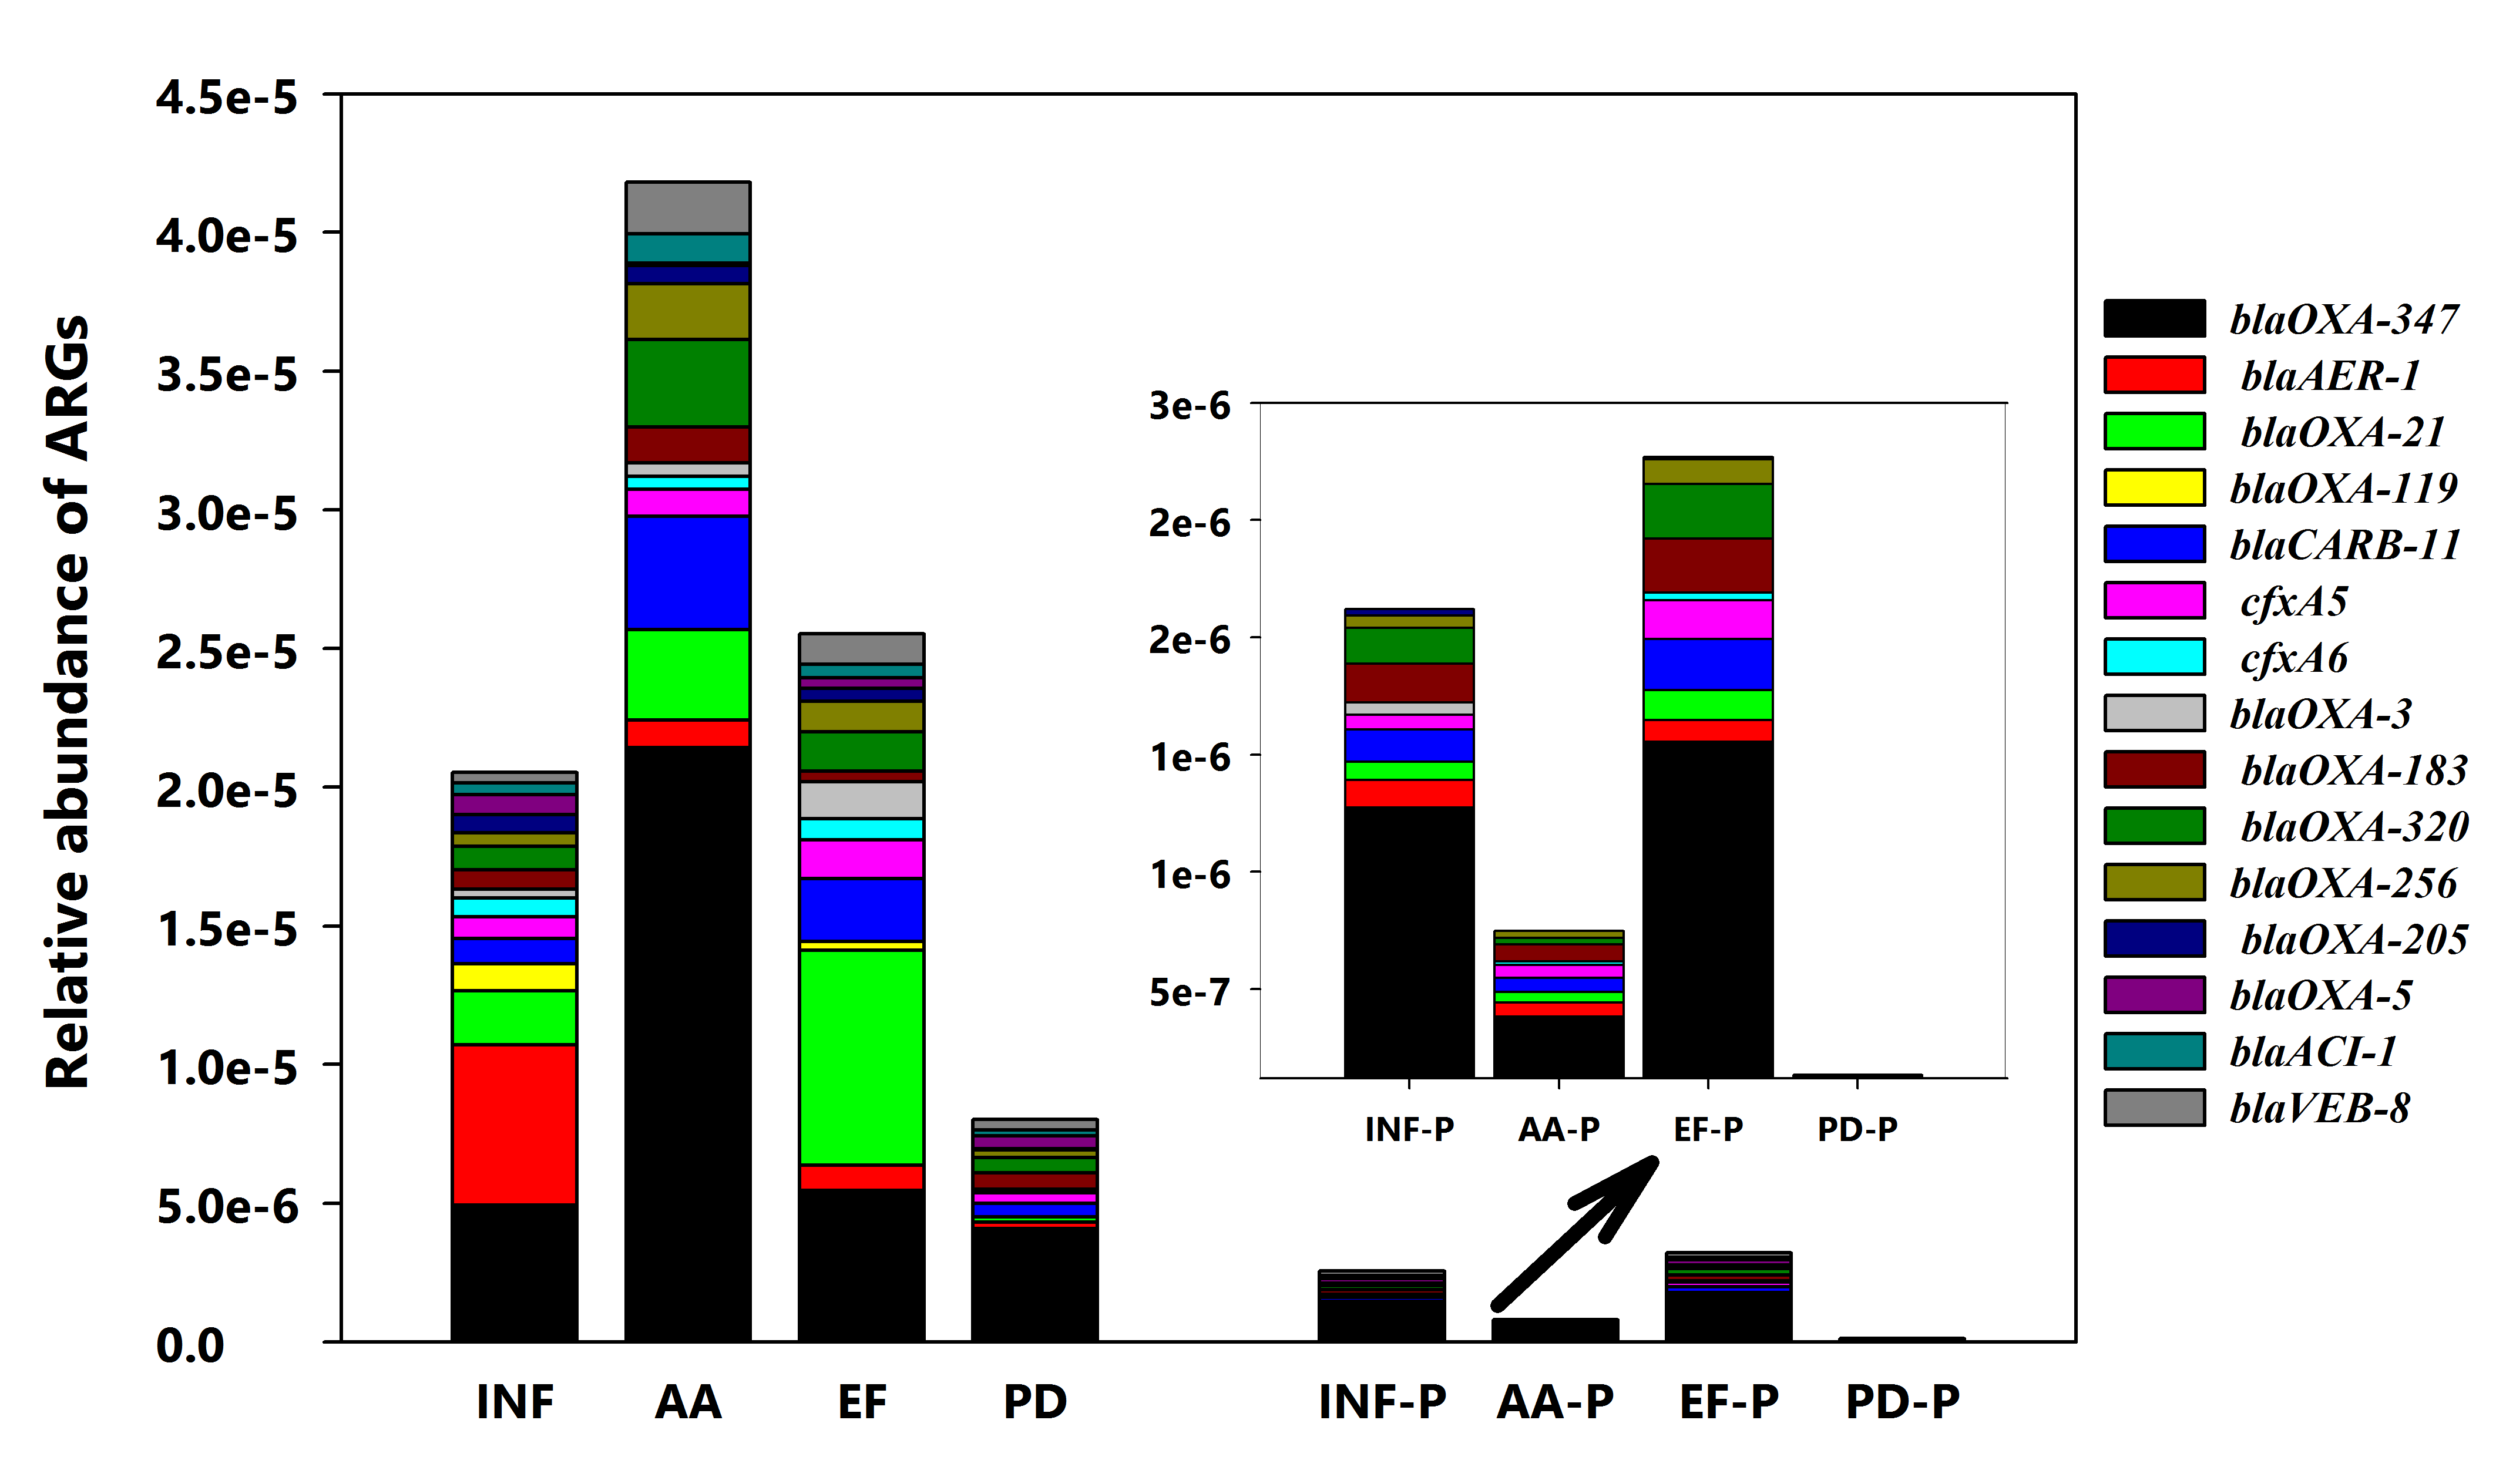 Relative abundance of ARGs
4.5e-5
4.0e-5
3.5e-5
3.0e-5
2.5e-5
2.0e-5
1.5e-5
1.0e-5
5.0e-6
0.0
INF AA EF PD INF-P AA-P EF-P PD-P
3e-6
2e-6
2e-6
1e-6
1e-6
5e-7
INF-P AA-P EF-P PD-P
blaOXA-347
blaAER-1
blaOXA-21
blaOXA-119
blaCARB-11
cfxA5
cfxA6
blaOXA-3
blaOXA-183
blaOXA-320
blaOXA-256
blaOXA-205
blaOXA-5
blaACI-1
blaVEB-8